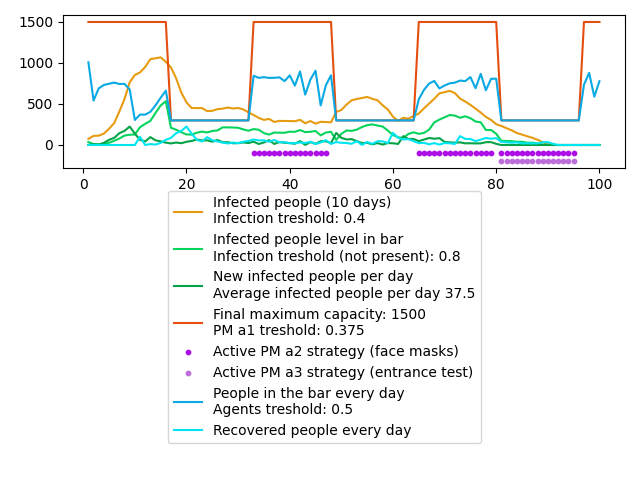 1500
1000
500
0
0
20
40
60
80
100
Infected people (10 days)
Infection treshold: 0.4
Infected people level in bar
Infection treshold (not present): 0.8
New infected people per day
Average infected people per day 37.5
Final maximum capacity: 1500
PM a1 treshold: 0.375
Active PM a2 strategy (face masks)
Active PM a3 strategy (entrance test)
People in the bar every day
Agents treshold: 0.5
Recovered people every day